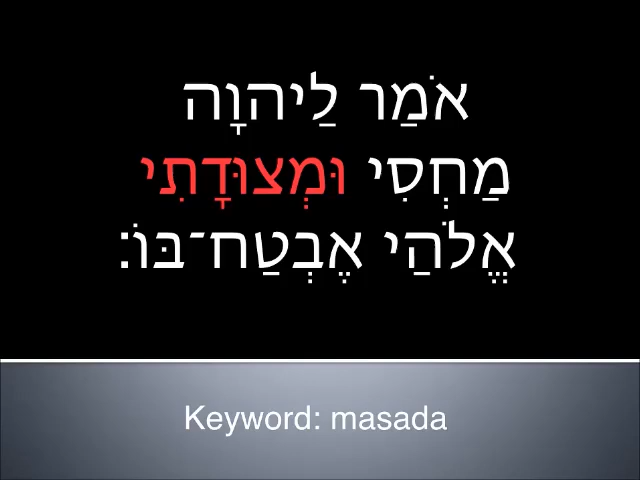 אֹמַר לַיהוָה
מַחְסִי וּמְצוּדָתִי
אֱלֹהַי אֶבְטַח־בּוֹ׃
Keyword: masada